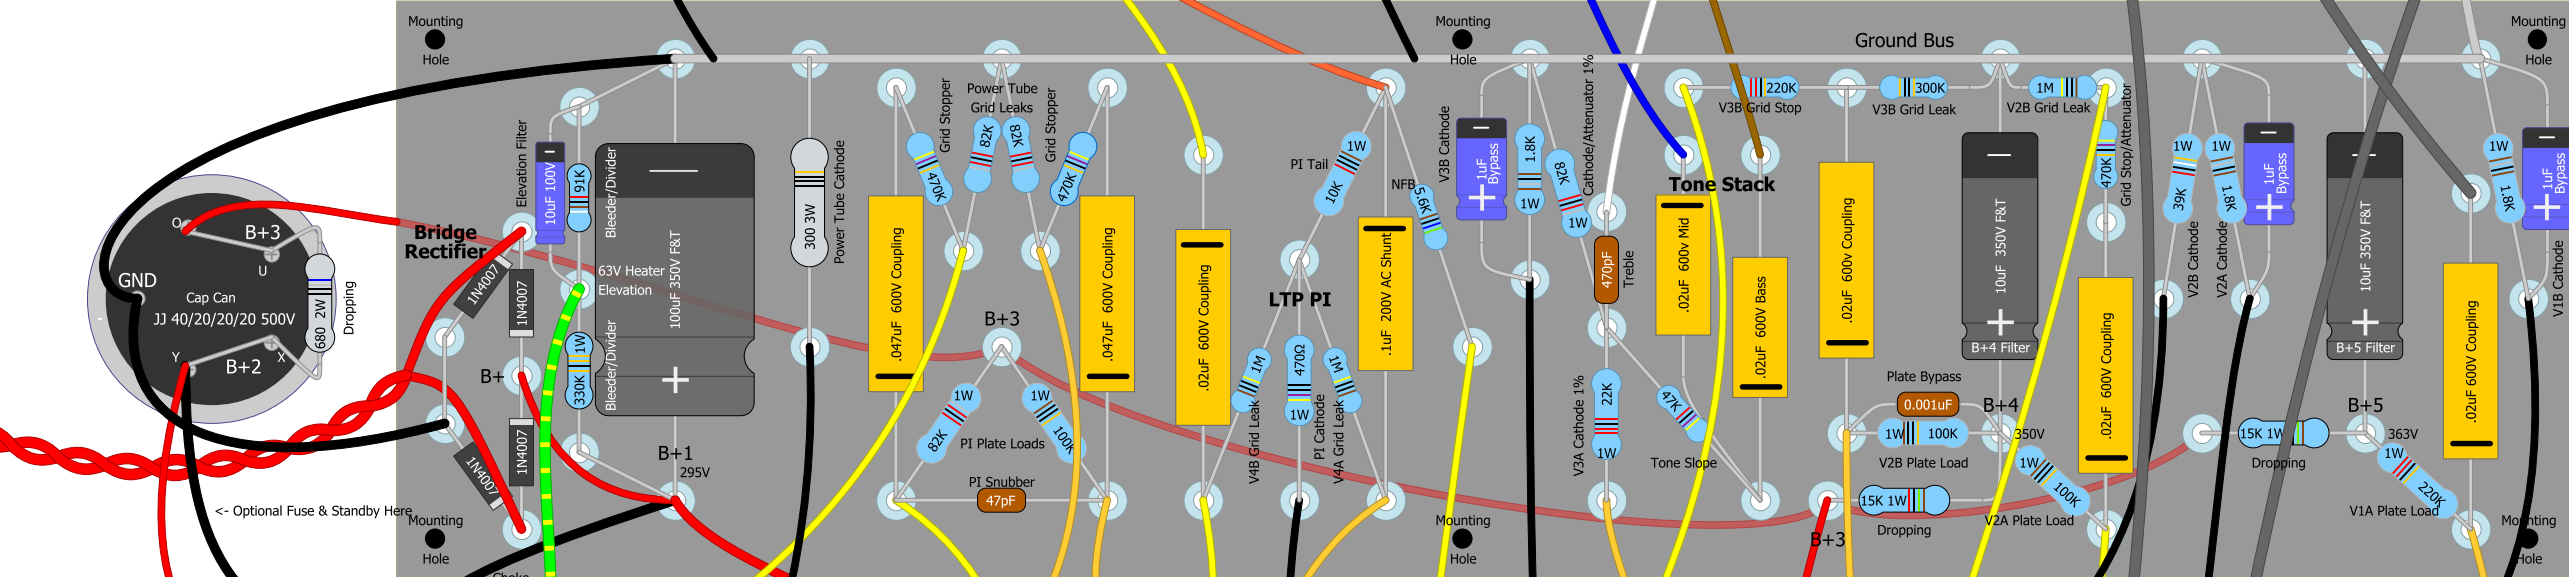 Mounting
Hole
Elevation Filter
10uF 100V
91K
Bleeder/Divider
100uF 350V F&T
300 3W
Power Tube Cathode
Grid Stopper
470K
Power Tube
Grid Leaks
82K
82K
Grid Stopper
470K
.047uF 600V Coupling
.047uF 600V Coupling
.02uF 600V Coupling
PI Tail
1W
10K
NFB
5.6K
.1uF 200V AC Shunt
Mounting
Hole
V3B Cathode
1uF
Bypass
1.8K
1W
82K
1W
Cathode/Attenuator 1%
470pF
Treble
Tone Stack
.02uF 600v Mid
.02uF 600v Bass
220K
V3B Grid Stop
Ground Bus
300K
V3B Grid Leak
1M
V2B Grid Leak
.02uF 600v Coupling
10uF 350V F&T
B+4 Filter
470K
Grid Stop/Attenuator
.02uF 600V Coupling
1W
39K
V2B Cathode
1W
1.8K
V2A Cathode
1uF
Bypass
10uF 350V F&T
B+5 Filter
1W
1.8K
1uF
Bypass
V1B Cathode
.02uF 600V Coupling
Mounting
Hole
O
B+3
U
GND
Cap Can
JJ 40/20/20/20 500V
Y
B+2
X
680 2W
Dropping
Bridge
Rectifier
1N4007
1N4007
1N4007
1N4007
B+
63V Heater
Elevation
1W
330K
Bleeder/Divider
B+1
295V
B+3
1W
82K
1W
100K
PI Plate Loads
PI Snubber
47pF
LTP PI
1M
V4B Grid Leak
470Ω
1W
PI Cathode
1M
V4A Grid Leak
V3A Cathode 1%
22K
1W
47K
Tone Slope
Plate Bypass
0.001uF
B+4
350V
1W
100K
V2B Plate Load
15K 1W
Dropping
B+3
1W
100K
V2A Plate Load
15K 1W
Dropping
B+5
363V
1W
220K
V1A Plate Load
<- Optional Fuse & Standby Here
Mounting
Hole
Mounting
Hole
Mounting
Hole
Choke